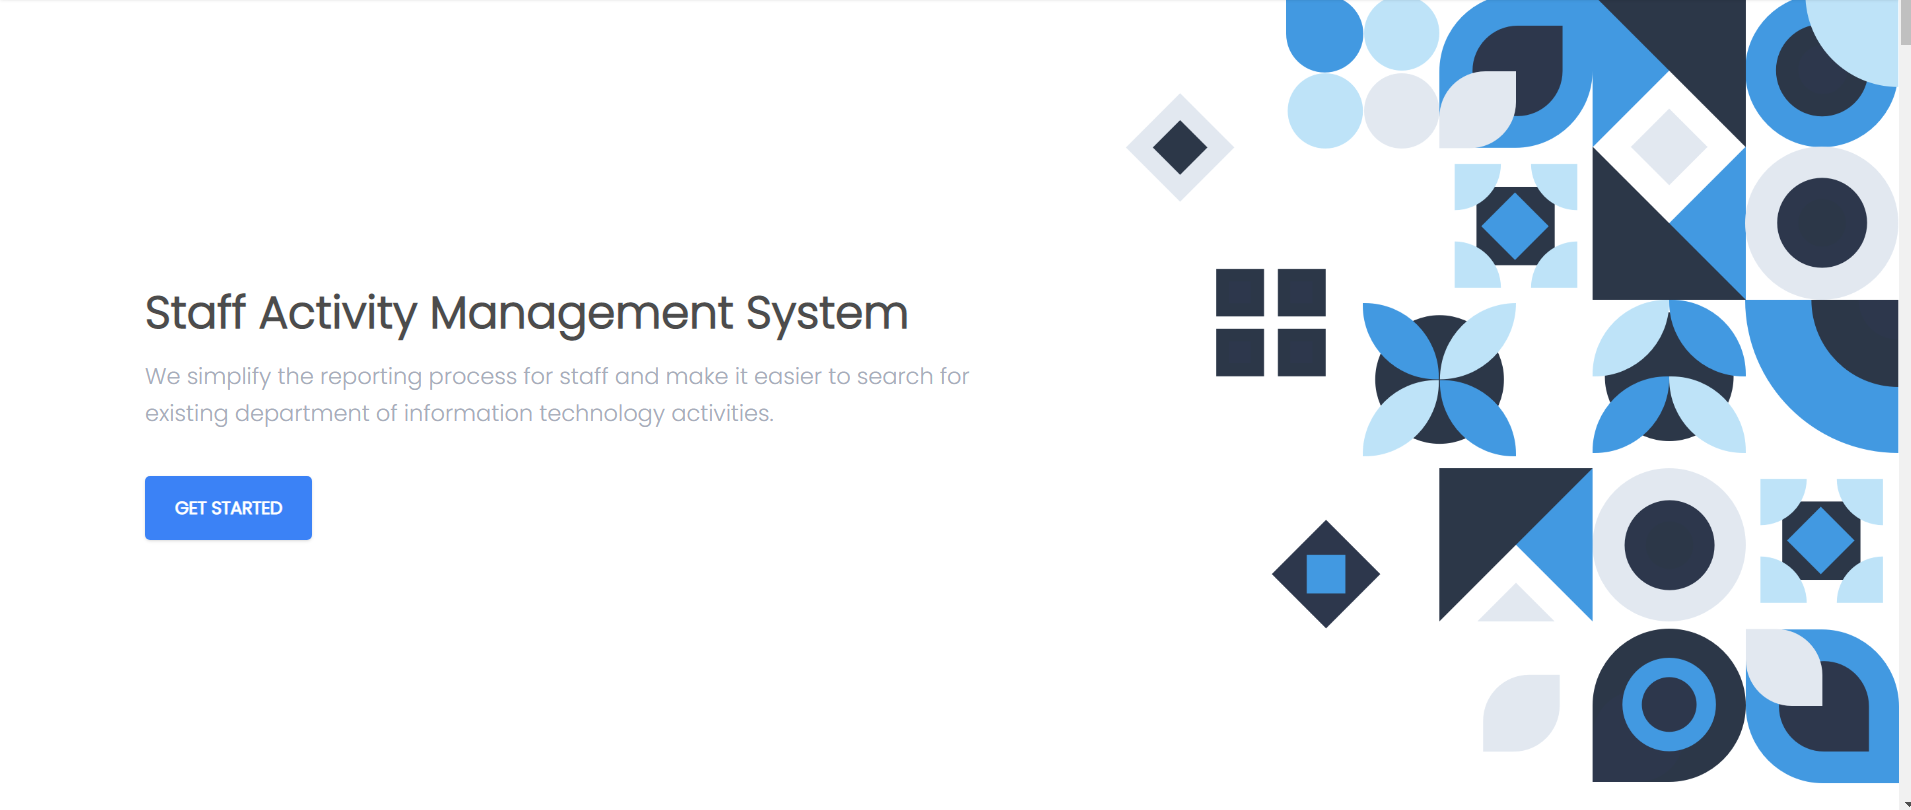 Staff Activity Management System
We simplify the reporting process for staff and make it easier to search for
existing department of information technology activities.
GET STARTED